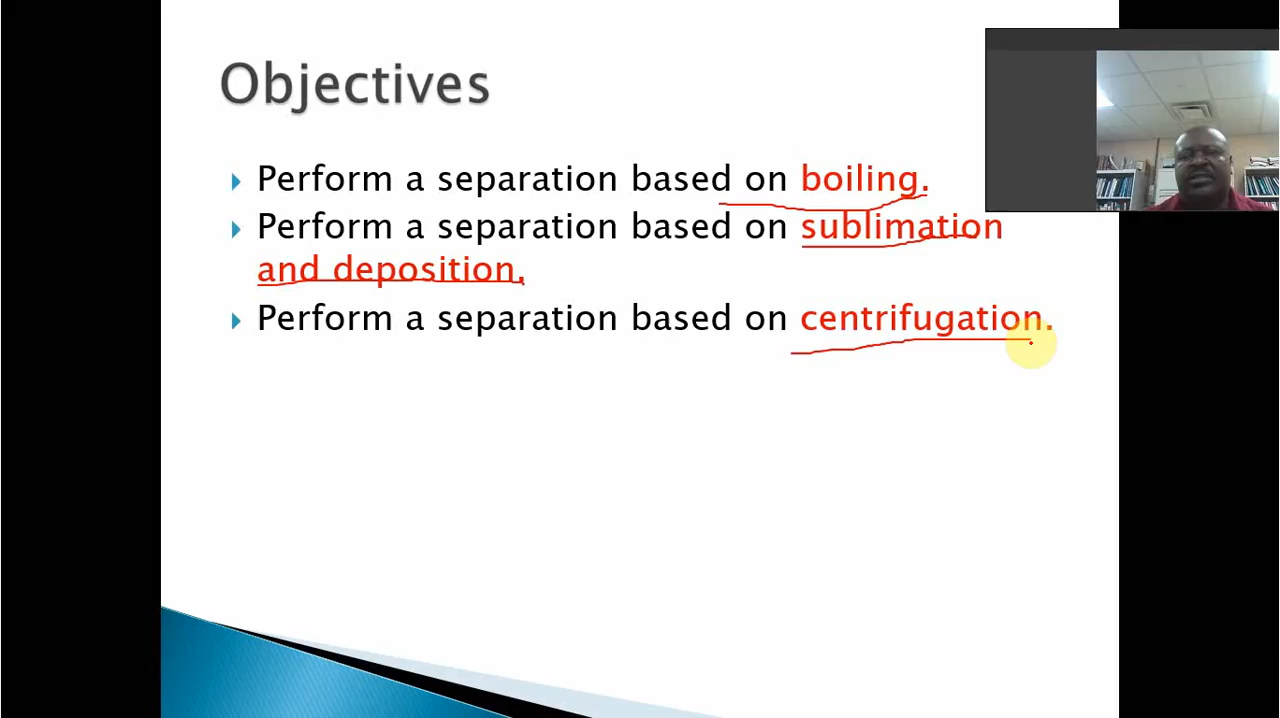 Objectives
Perform a separation based on boiling.
Perform a separation based on sublimation
and deposition.
Perform a separation based on centrifugation.